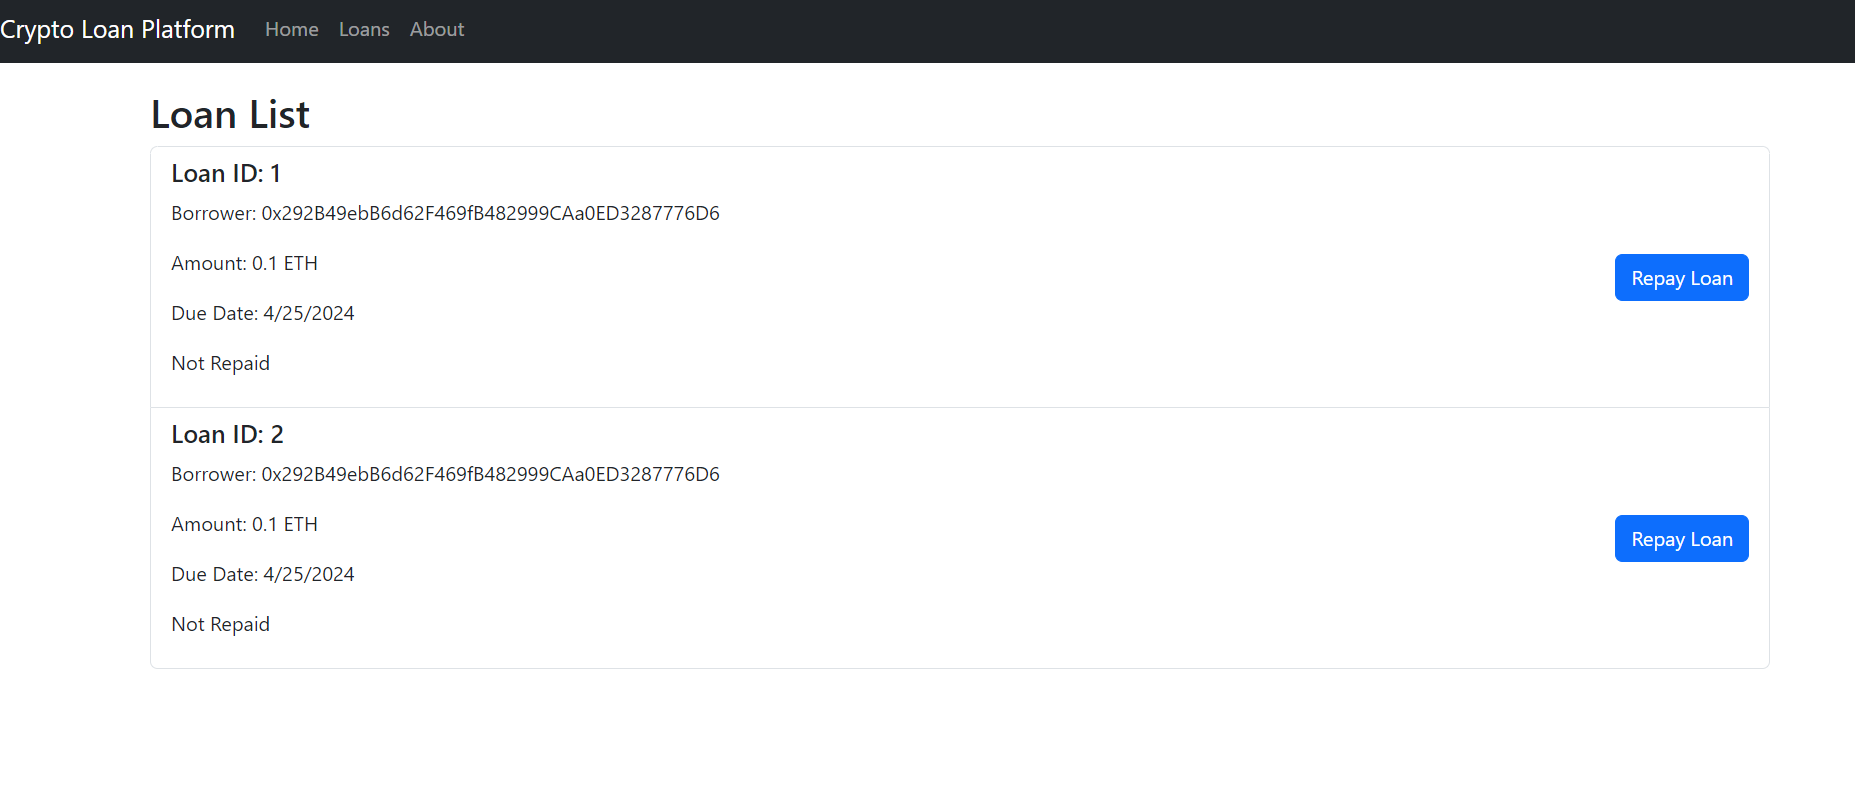 Crypto Loan Platform Home Loans About
Loan List
Loan ID: 1
Borrower: 0x292B49ebB6d62F469fB482999CAa0ED3287776D6
Amount: 0.1 ETH
Repay Loan
Due Date: 4/25/2024
Not Repaid
Loan ID: 2
Borrower: 0x292B49ebB6d62F469fB482999CAa0ED3287776D6
Amount: 0.1 ETH
Repay Loan
Due Date: 4/25/2024
Not Repaid